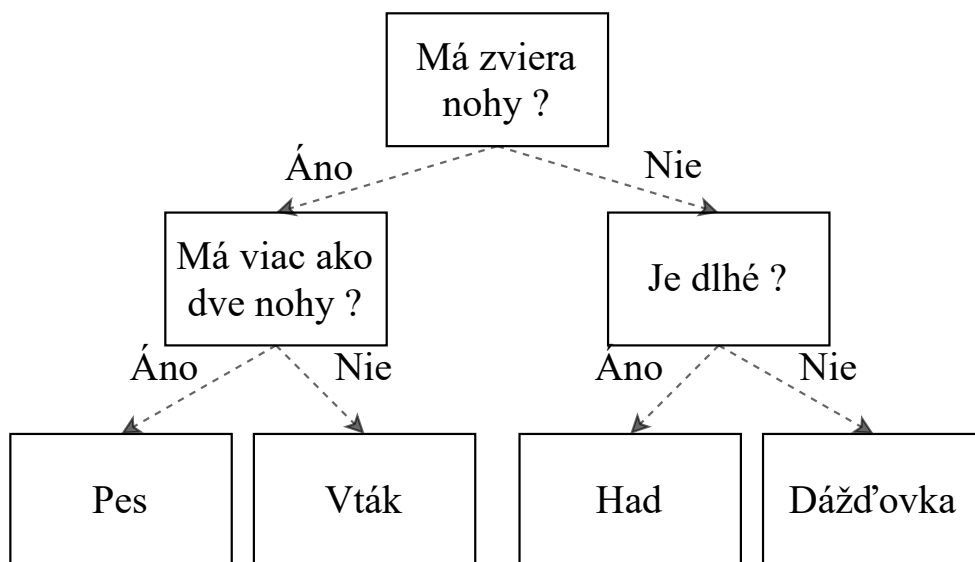 Má zviera
nohy ?
Áno
Nie
Má viac ako
dve nohy ?
Je dlhé ?
Áno
Nie
Áno
Nie
Pes
Vták
Had
Dážďovka